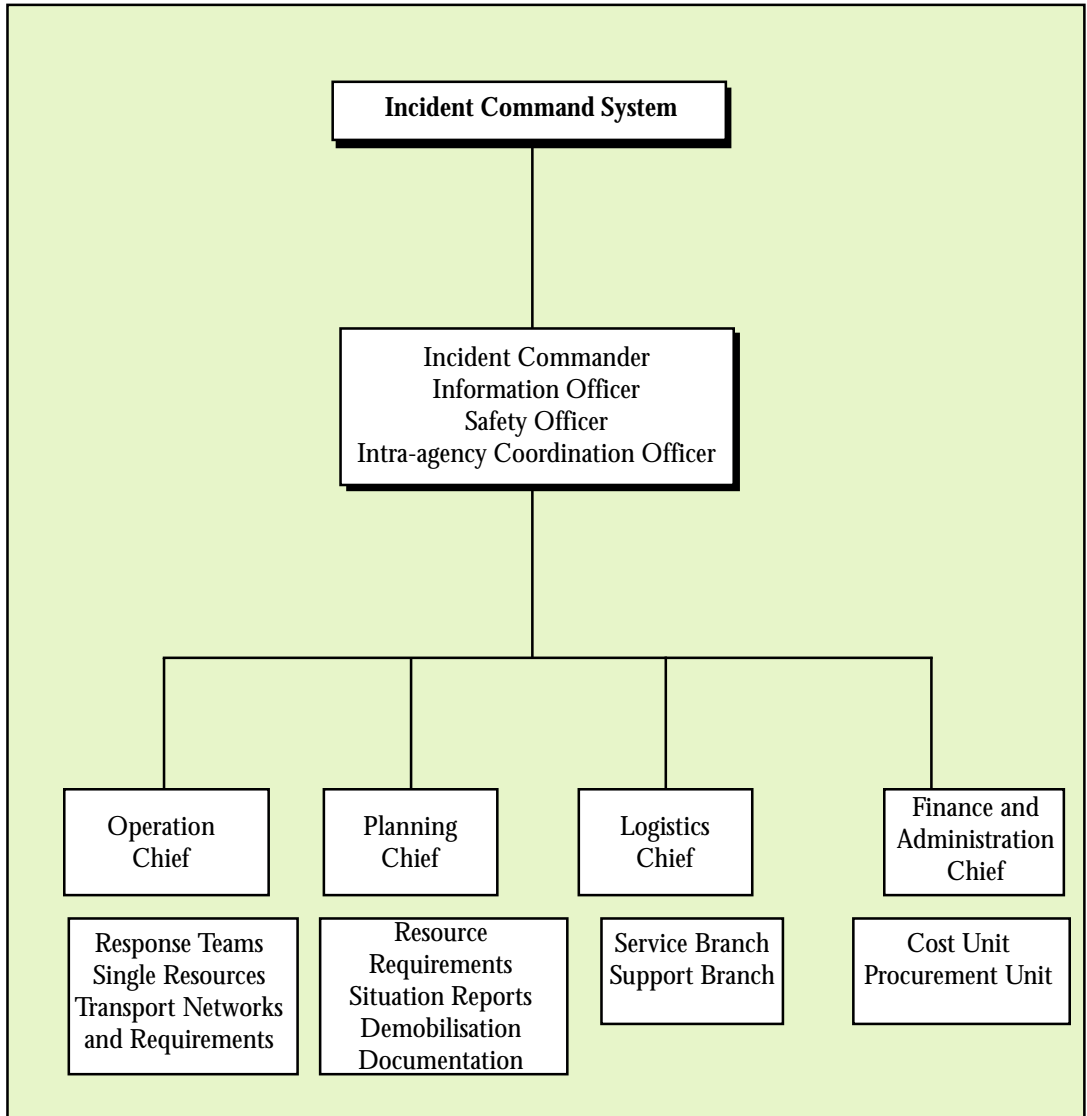 Incident Command System
Incident Commander
Information Officer
Safety Officer
Intra-agency Coordination Officer
Operation
Chief
Planning
Chief
Logistics
Chief
Finance and
Administration
Chief
Response Teams
Single Resources
Transport Networks
and Requirements
Resource
Requirements
Situation Reports
Demobilisation
Documentation
Service Branch
Support Branch
Cost Unit
Procurement Unit